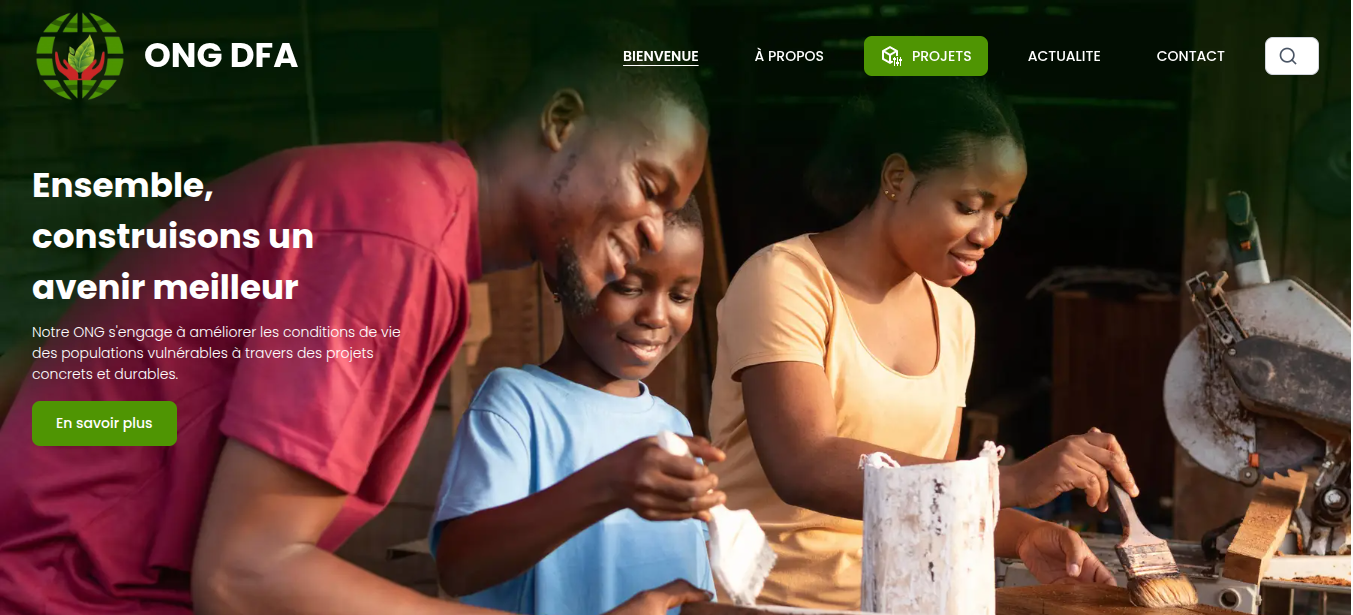 ONG DFA
BIENVENUE
À PROPOS
PROJETS
ACTUALITE
CONTACT
Ensemble,
construisons un
avenir meilleur
Notre ONG s'engage à améliorer les conditions de vie
des populations vulnérables à travers des projets
concrets et durables.
En savoir plus